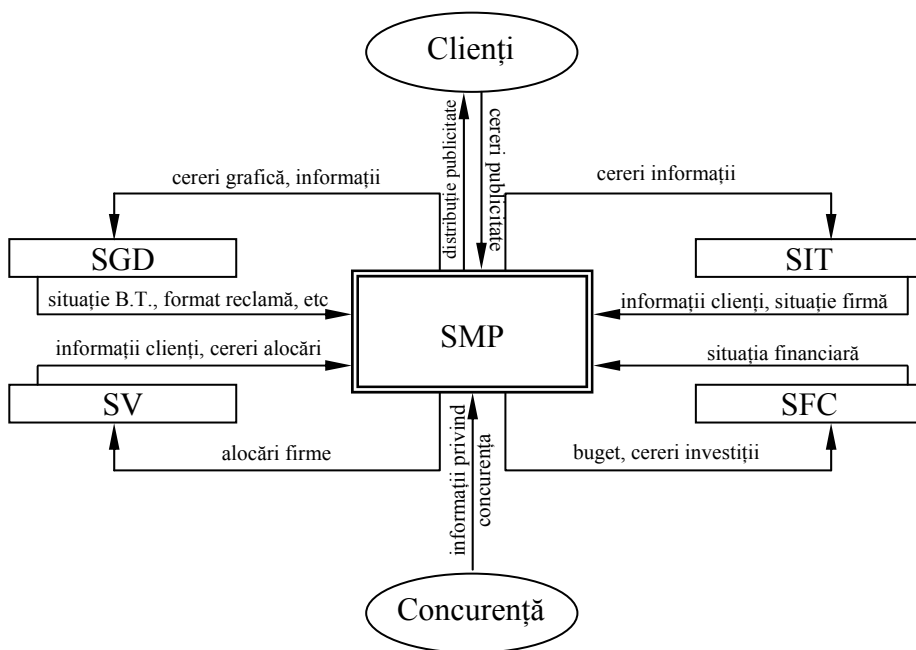 Clienți
distribuție publicitate
cereri publicitate
cereri grafică, informații
cereri informații
SGD
SIT
situație B.T., format reclamă, etc
informații clienți, situație firmă
SMP
informații clienți, cereri alocări
situația financiară
SV
SFC
alocări firme
informații privind
concurența
buget, cereri investiții
Concurență